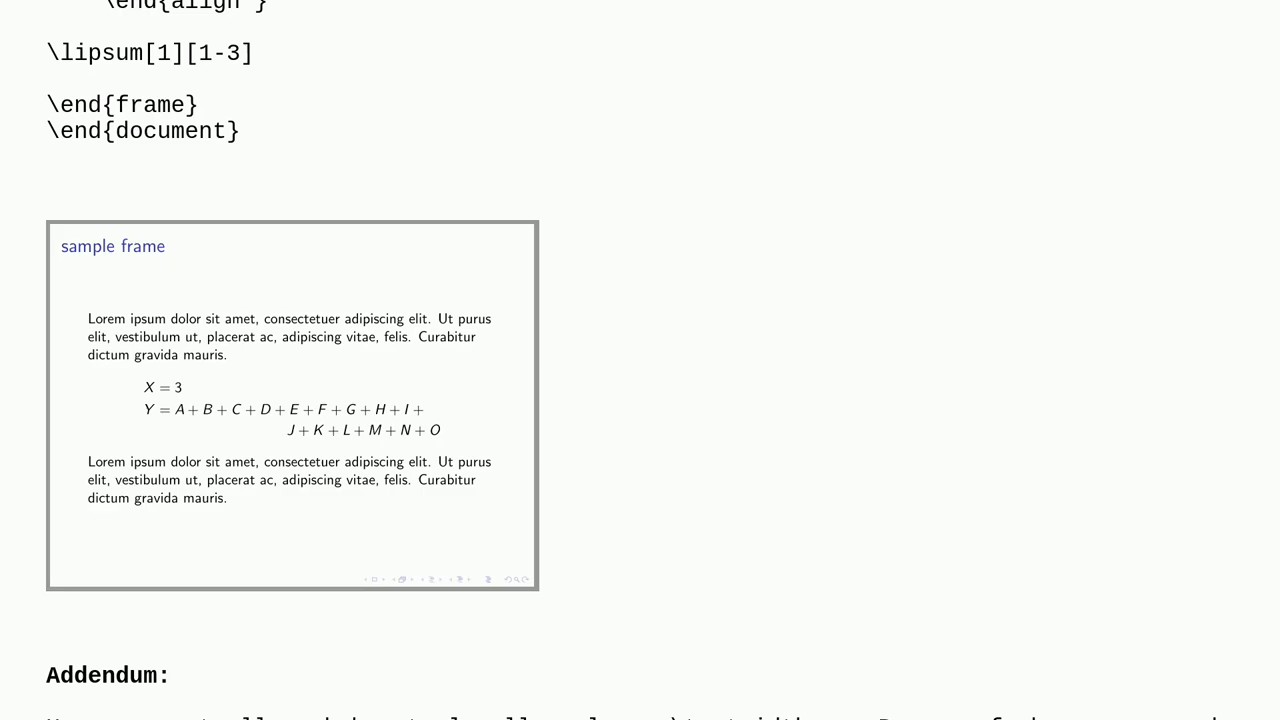 \end{align*}
\lipsum[1][1-3]
\end{frame}
\end{document}
sample frame
Lorem ipsum dolor sit amet, consectetuer adipiscing elit. Ut purus
elit, vestibulum ut, placerat ac, adipiscing vitae, felis. Curabitur
dictum gravida mauris.
X = 3
Y = A + B + C + D + E + F + G + H + I +
J + K + L + M + N + O
Lorem ipsum dolor sit amet, consectetuer adipiscing elit. Ut purus
elit, vestibulum ut, placerat ac, adipiscing vitae, felis. Curabitur
dictum gravida mauris.
Addendum: